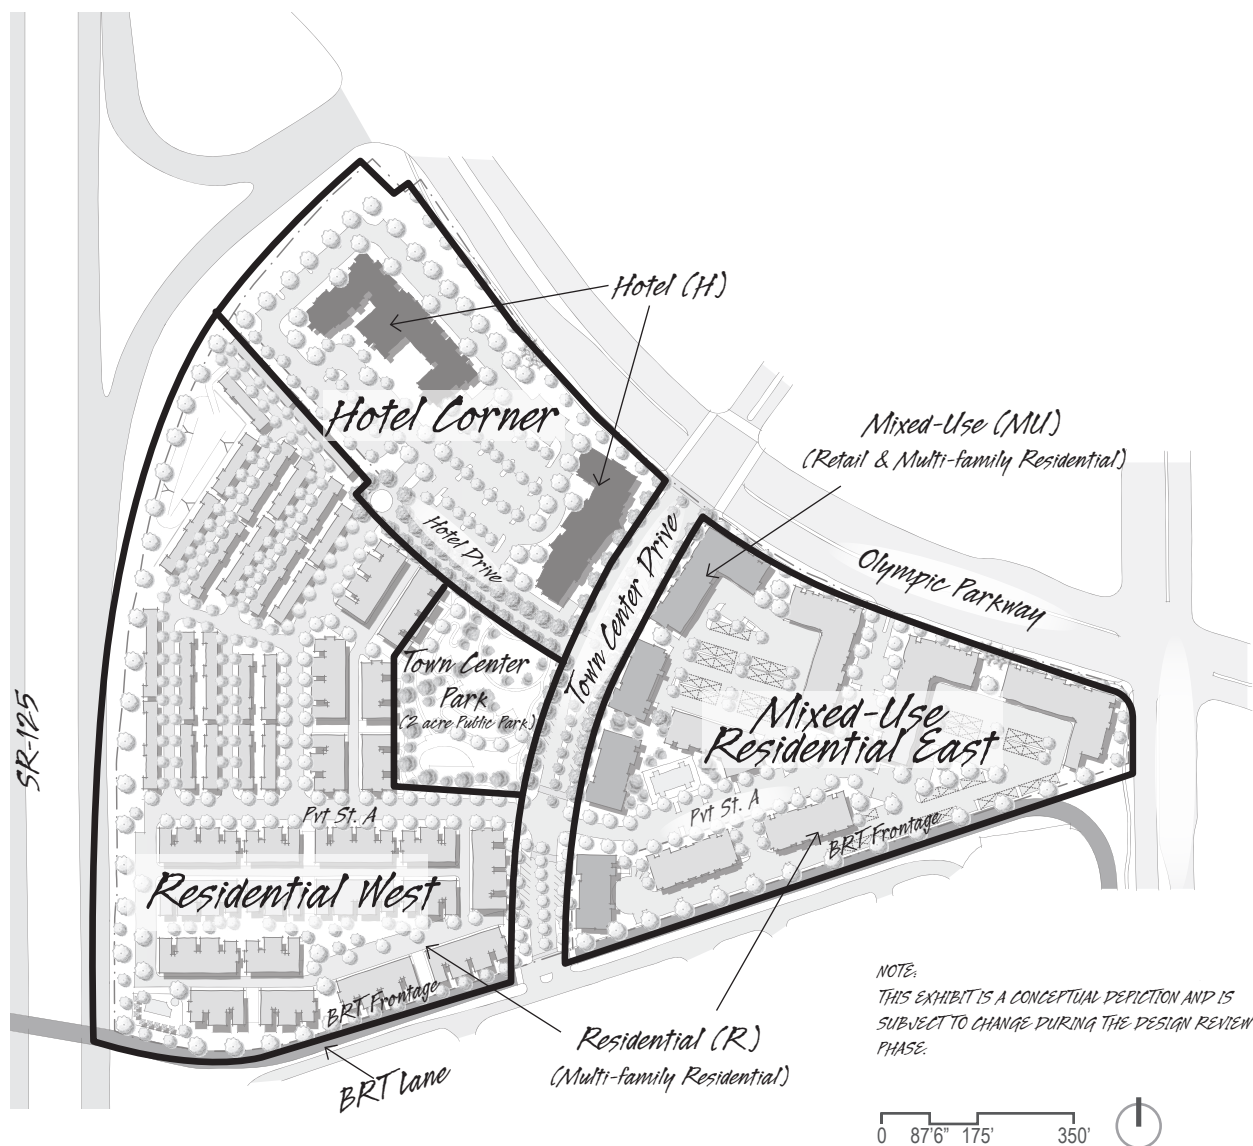 Hotel (H)
Hotel Corner
Mixed-Use (MU)
(Retail & Multi-family Residential)
Hotel Drive
Town Center Drive
Olympic Parkway
Town Center
Park
(2 acre Public Park)
SR-125
Mixed-Use
Residential East
Pvt St. A
Pvt St. A
BRT Frontage
Residential West
BRT Frontage
Residential (R)
(Multi-family Residential)
BRT Lane
NOTE:
THIS EXHIBIT IS A CONCEPTUAL DEPICTION AND IS
SUBJECT TO CHANGE DURING THE DESIGN REVIEW
PHASE.
0 87'6" 175' 350'